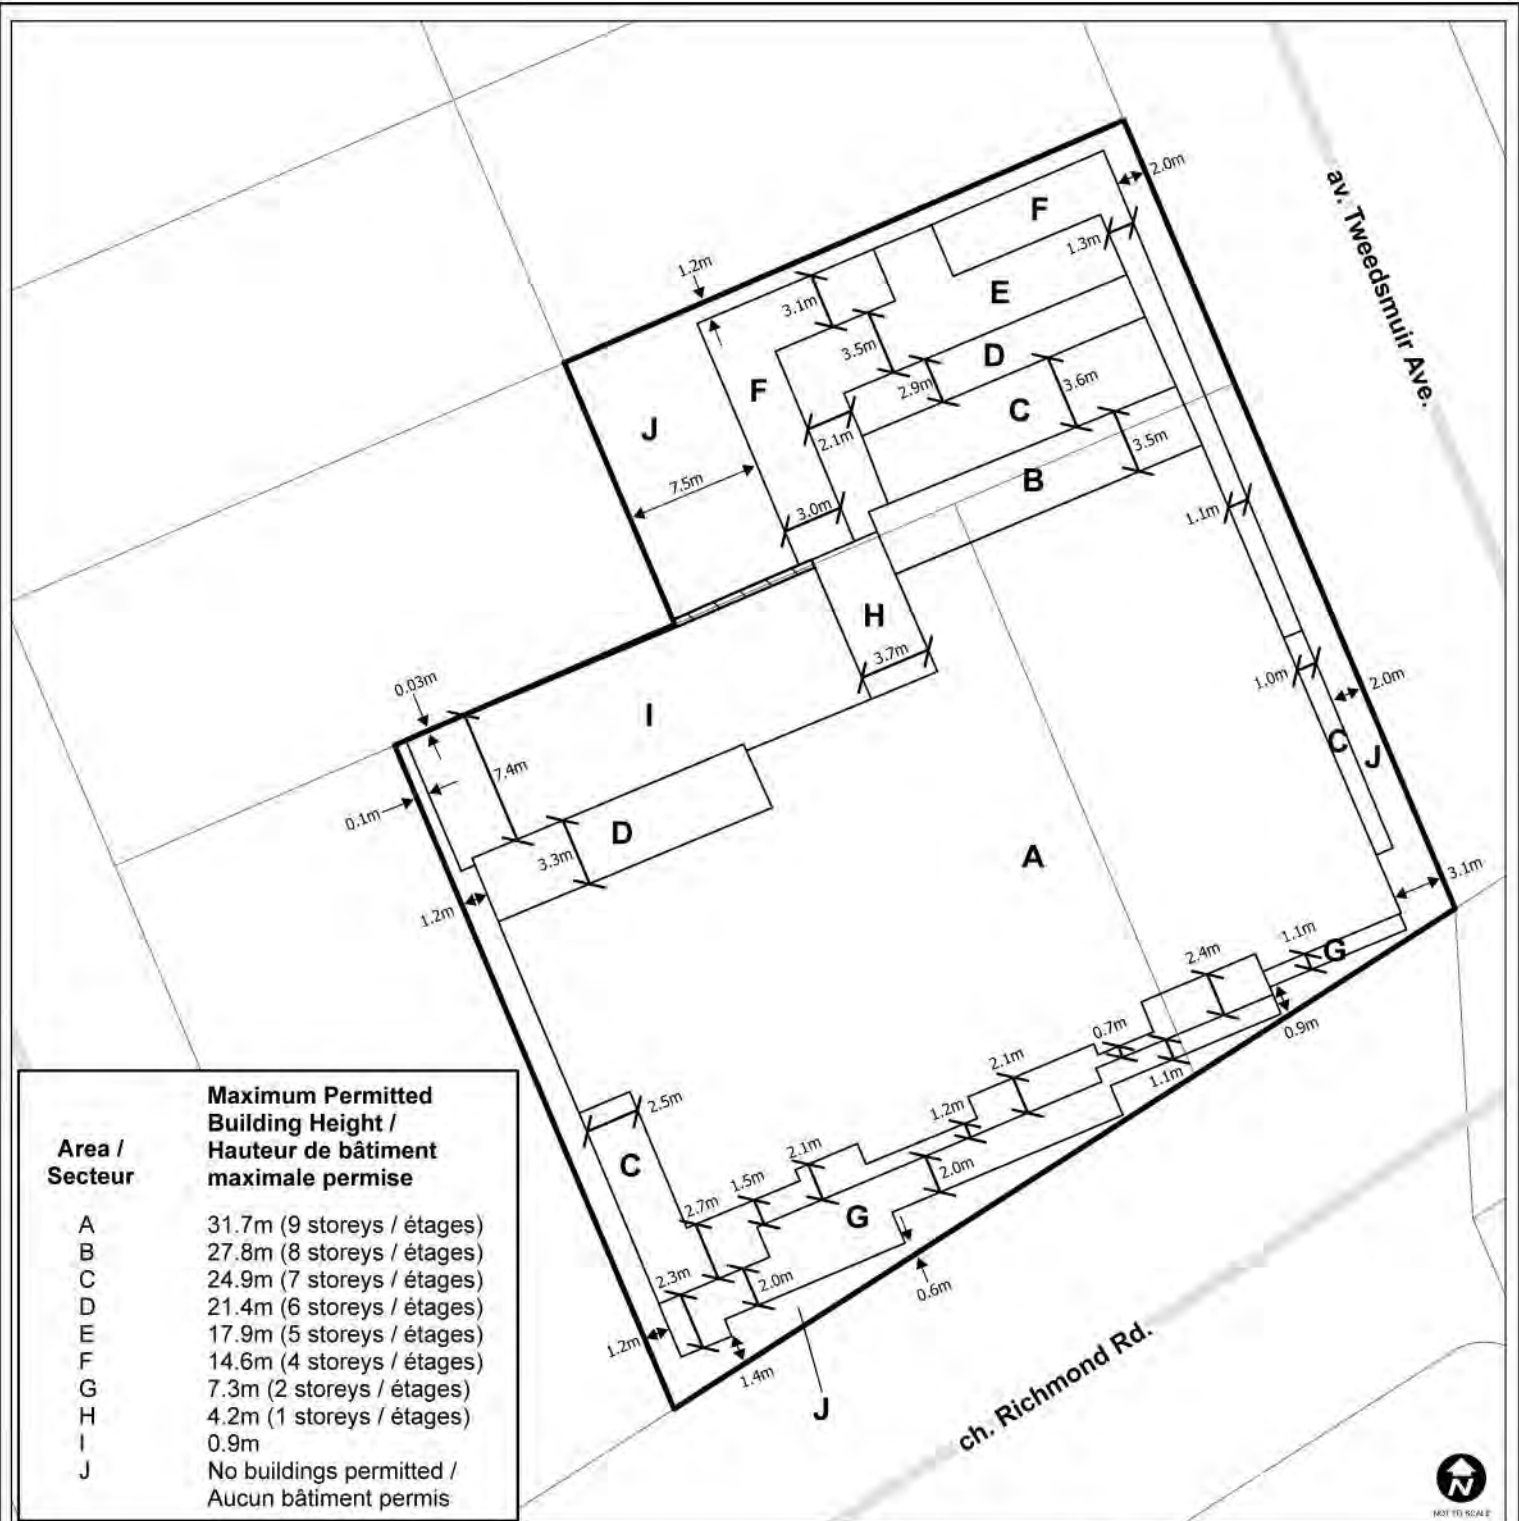 2.0m
av. Tweedsmuir Ave.
F
1.3m
1.2m
3.1m
E
3.5m
D
F
2.9m
3.6m
C
J
2.1m
3.5m
7.5m
B
3.0m
1.1m
H
3.7m
1.0m
2.0m
0.03m
I
C
J
7.4m
0.1m
D
3.3m
A
3.1m
1.2m
1.1m
G
2.4m
0.7m
0.9m
2.1m
1.1m
2.5m
1.2m
2.1m
C
2.0m
1.5m
2.7m
G
2.3m
2.0m
0.6m
1.2m
1.4m
J
ch. Richmond Rd.
Area /
Secteur
Maximum Permitted
Building Height /
Hauteur de bâtiment
maximale permise
A 31.7m (9 storeys / étages)
B 27.8m (8 storeys / étages)
C 24.9m (7 storeys / étages)
D 21.4m (6 storeys / étages)
E 17.9m (5 storeys / étages)
F 14.6m (4 storeys / étages)
G 7.3m (2 storeys / étages)
H 4.2m (1 storeys / étages)
I 0.9m
J No buildings permitted /
Aucun bâtiment permis
N
NOT TO SCALE